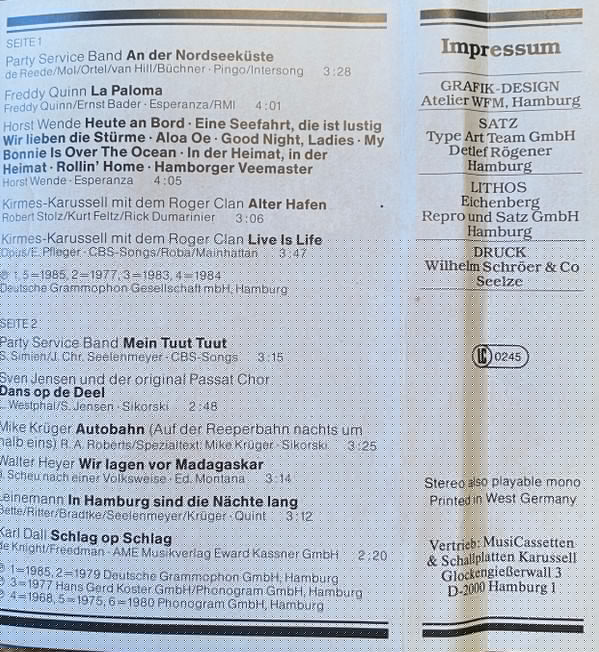 SEITE 1
Party Service Band An der Nordseeküste
de Reede/Mol/Ortel/van Hill/Büchner · Pingo/Intersong 3:28
Freddy Quinn La Paloma
Freddy Quinn/Ernst Bader · Esperanza/RMI 4:01
Horst Wende Heute an Bord · Eine Seefahrt, die ist lustig
Wir lieben die Stürme · Aloa Oe · Good Night, Ladies · My
Bonnie Is Over The Ocean · In der Heimat, in der
Heimat · Rollin' Home · Hamborger Veemaster
Horst Wende · Esperanza 4:05
Kirmes-Karussell mit dem Roger Clan Alter Hafen
Robert Stolz/Kurt Feltz/Rick Dumarinier 3:06
Kirmes-Karussell mit dem Roger Clan Live Is Life
Opus/E. Pfleger · CBS-Songs/Roba/Mainhattan 3:47
℗ 1, 5=1985, 2=1977, 3=1983, 4=1984
Deutsche Grammophon Gesellschaft mbH, Hamburg
SEITE 2
Party Service Band Mein Tuut Tuut
S. Simien/J. Chr. Seelenmeyer · CBS-Songs 3:15
Sven Jensen und der original Passat Chor
Dans op de Deel
Westphal/S. Jensen · Sikorski 2:48
Mike Krüger Autobahn (Auf der Reeperbahn nachts um
halb eins) R. A. Roberts/Spezialtext: Mike Krüger · Sikorski 3:25
Walter Heyer Wir lagen vor Madagaskar
Scheu nach einer Volksweise · Ed. Montana 3:14
Leinemann In Hamburg sind die Nächte lang
Bette/Ritter/Bradtke/Seelenmeyer/Krüger · Quint 3:12
Karl Dall Schlag op Schlag
de Knight/Freedman · AME Musikverlag Eward Kassner GmbH 2:20
℗ 1=1985, 2=1979 Deutsche Grammophon GmbH, Hamburg
℗ 3=1977 Hans Gerd Köster GmbH/Phonogram GmbH, Hamburg
℗ 4=1968, 5=1975, 6=1980 Phonogram GmbH, Hamburg
Impressum
GRAFIK-DESIGN
Atelier WFM, Hamburg
SATZ
Type Art Team GmbH
Detlef Rögener
Hamburg
LITHOS
Eichenberg
Repro und Satz GmbH
Hamburg
DRUCK
Wilhelm Schröer & Co
Seelze
LC 0245
Stereo also playable mono
Printed in West Germany
Vertrieb: MusiCassetten
& Schallplatten Karussell
Glockengießerwall 3
D-2000 Hamburg 1